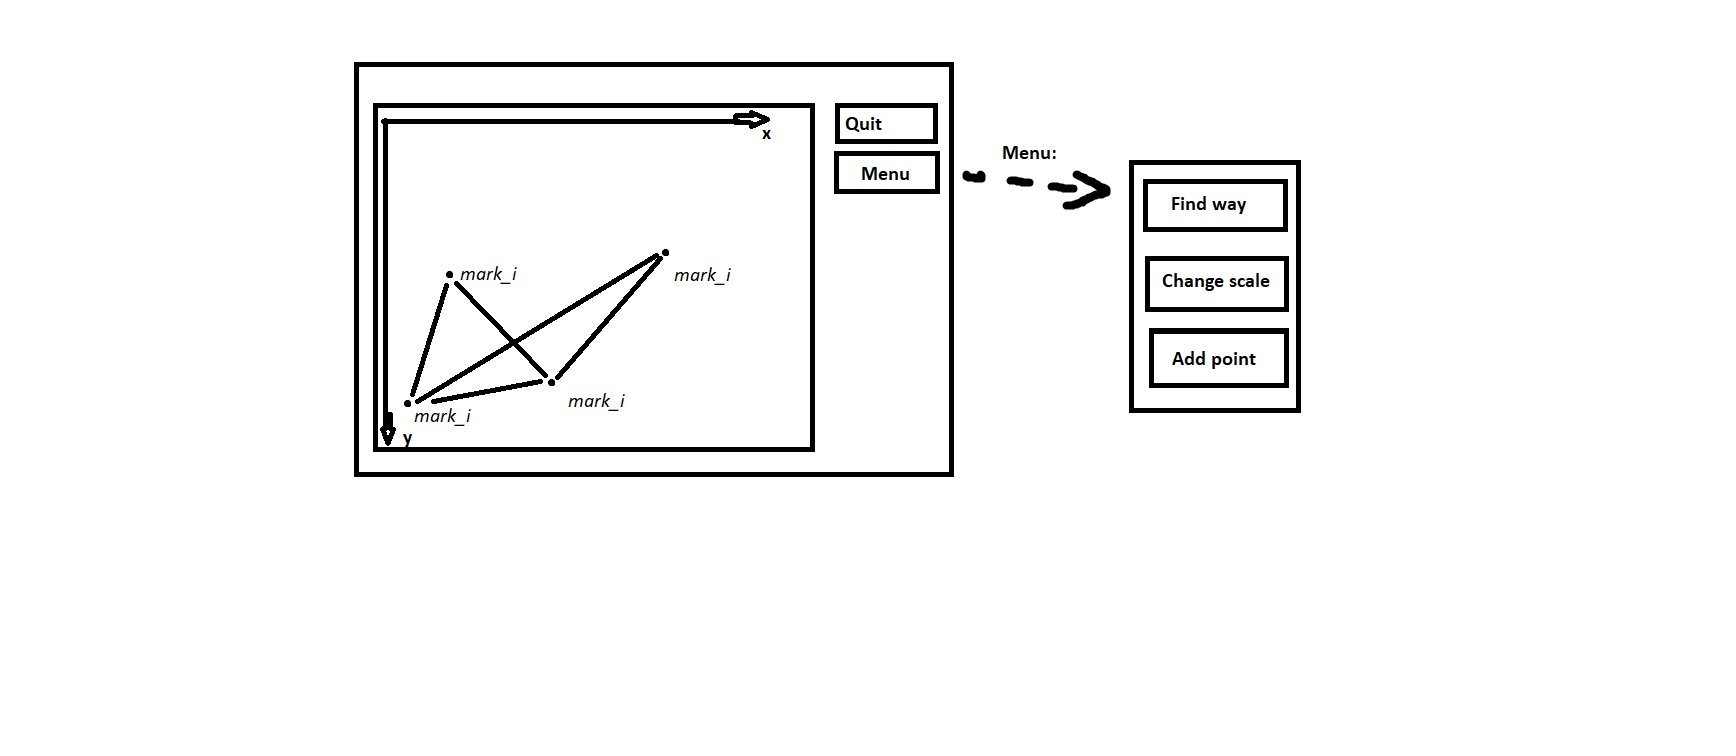 x
Quit
Menu
Menu:
Find way
Change scale
Add point
mark_i
mark_i
mark_i
mark_i
y